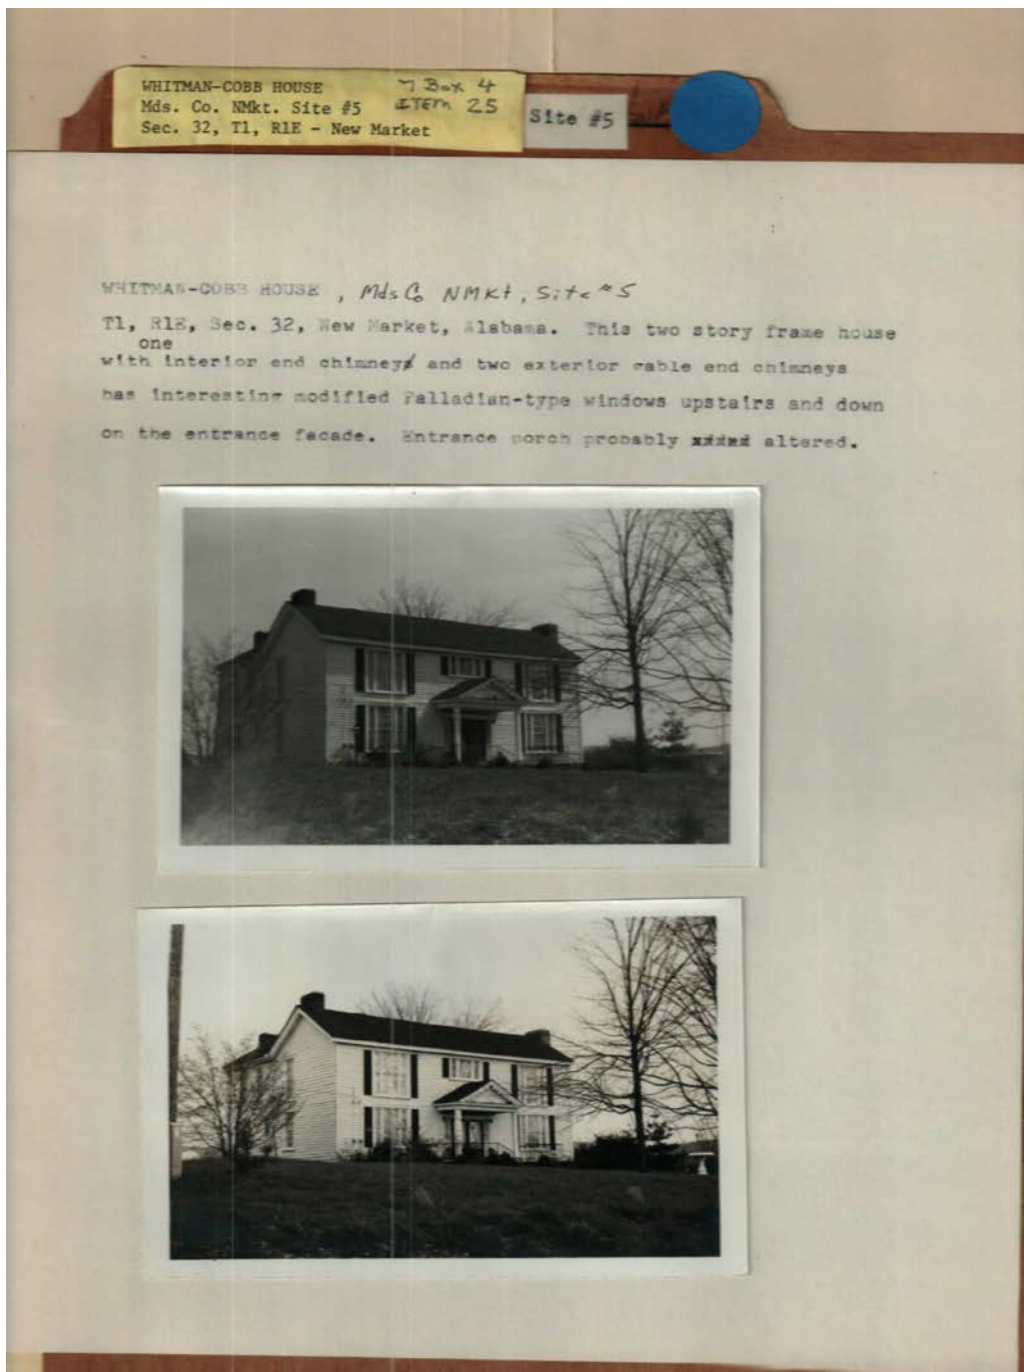 WHITMAN-COBB HOUSE
Mds. Co. NMkt. Site #5
Sec. 32, T1, R1E - New Market
Box 4
ITEM 25
Site #5
WHITMAN-COBB HOUSE, Mds Co NMKt, Site #5
T1, R1E, Sec. 32, New Market, Alabama. This two story frame house
one
with interior end chimney and two exterior gable end chimneys
has interesting modified Palladian-type windows upstairs and down
on the entrance facade. Entrance porch probably altered.